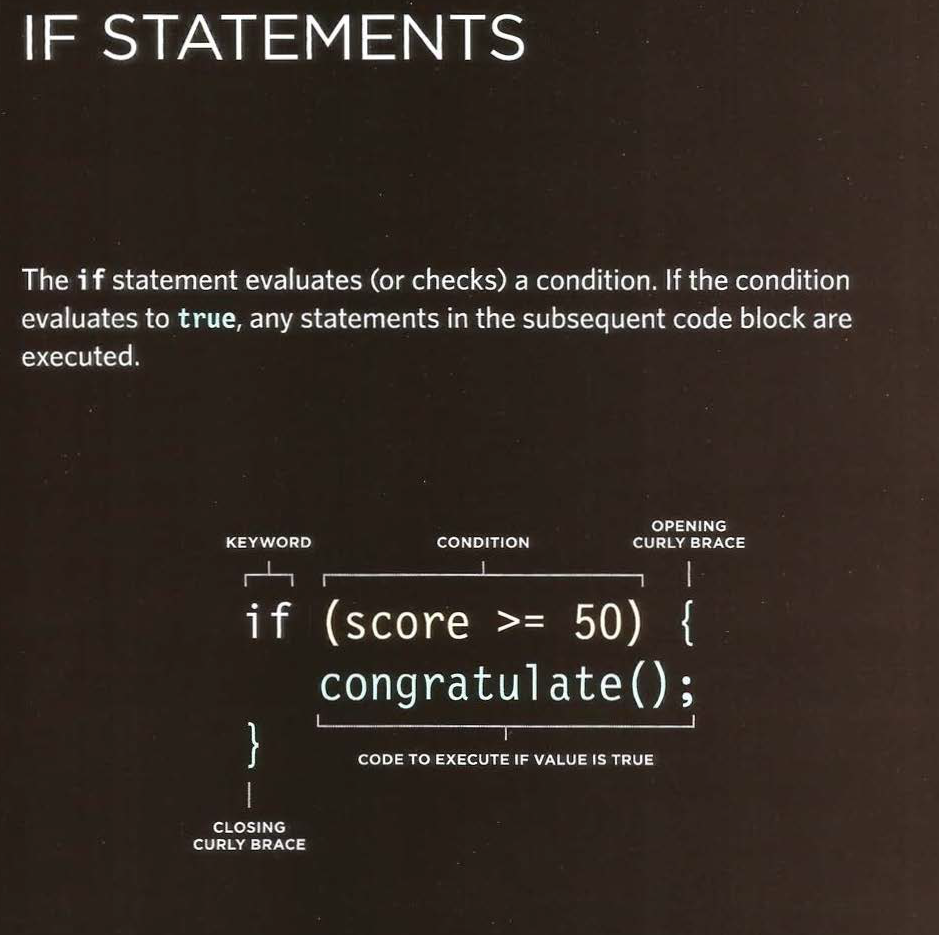 IF STATEMENTS
The if statement evaluates (or checks) a condition. If the condition
evaluates to true, any statements in the subsequent code block are
executed.
KEYWORD
CONDITION
OPENING
CURLY BRACE
if (score >= 50) {
congratulate();
}
CODE TO EXECUTE IF VALUE IS TRUE
CLOSING
CURLY BRACE